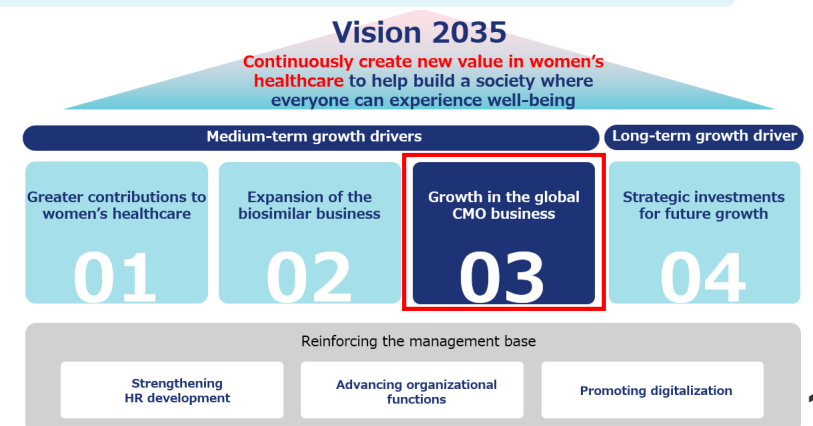 Vision 2035
Continuously create new value in women's
healthcare to help build a society where
everyone can experience well-being
Medium-term growth drivers
Long-term growth driver
Greater contributions to
women's healthcare
01
Expansion of the
biosimilar business
02
Growth in the global
CMO business
03
Strategic investments
for future growth
04
Reinforcing the management base
Strengthening
HR development
Advancing organizational
functions
Promoting digitalization